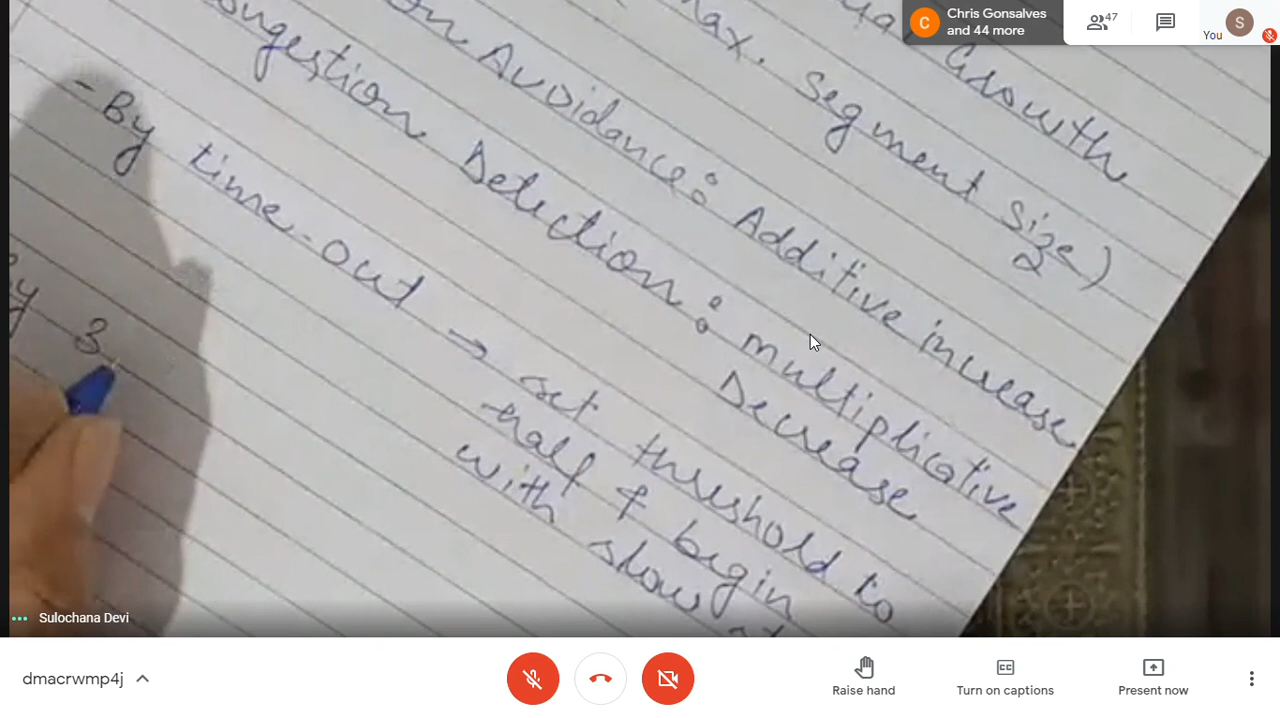 Chris Gonsalves
and 44 more
47
S
You
Growth
max. Segment size)
Avoidance: Additive increase
Congestion Detection: multiplicative
Decrease
- By time-out → set threshold to
half & begin
with slow
By 3
Sulochana Devi
dmacrwmp4j
Raise hand
Turn on captions
Present now